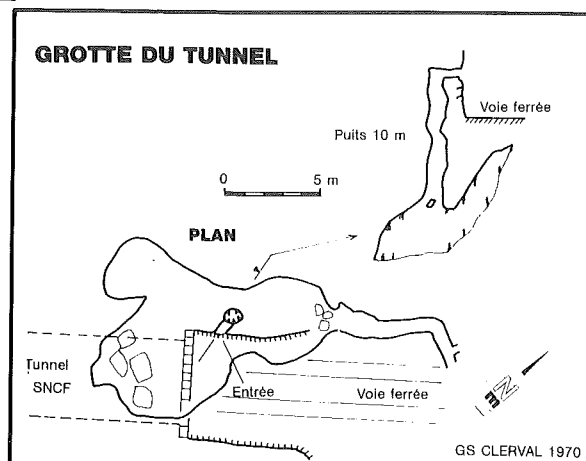 GROTTE DU TUNNEL
Voie ferrée
Puits 10 m
0 5 m
PLAN
Tunnel
SNCF
Entrée
Voie ferrée
GS CLERVAL 1970